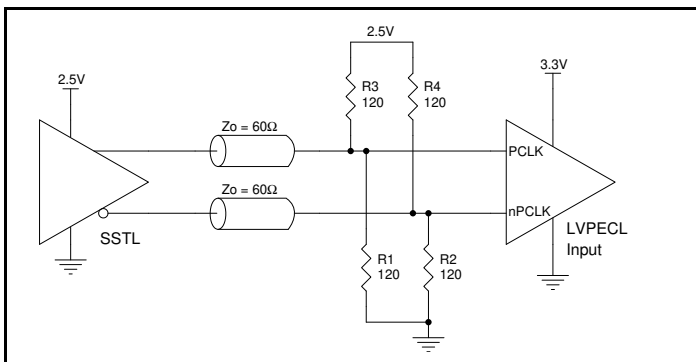 2.5V
2.5V
3.3V
R3
120
R4
120
Zo = 60Ω
PCLK
Zo = 60Ω
nPCLK
SSTL
LVPECL
Input
R1
120
R2
120